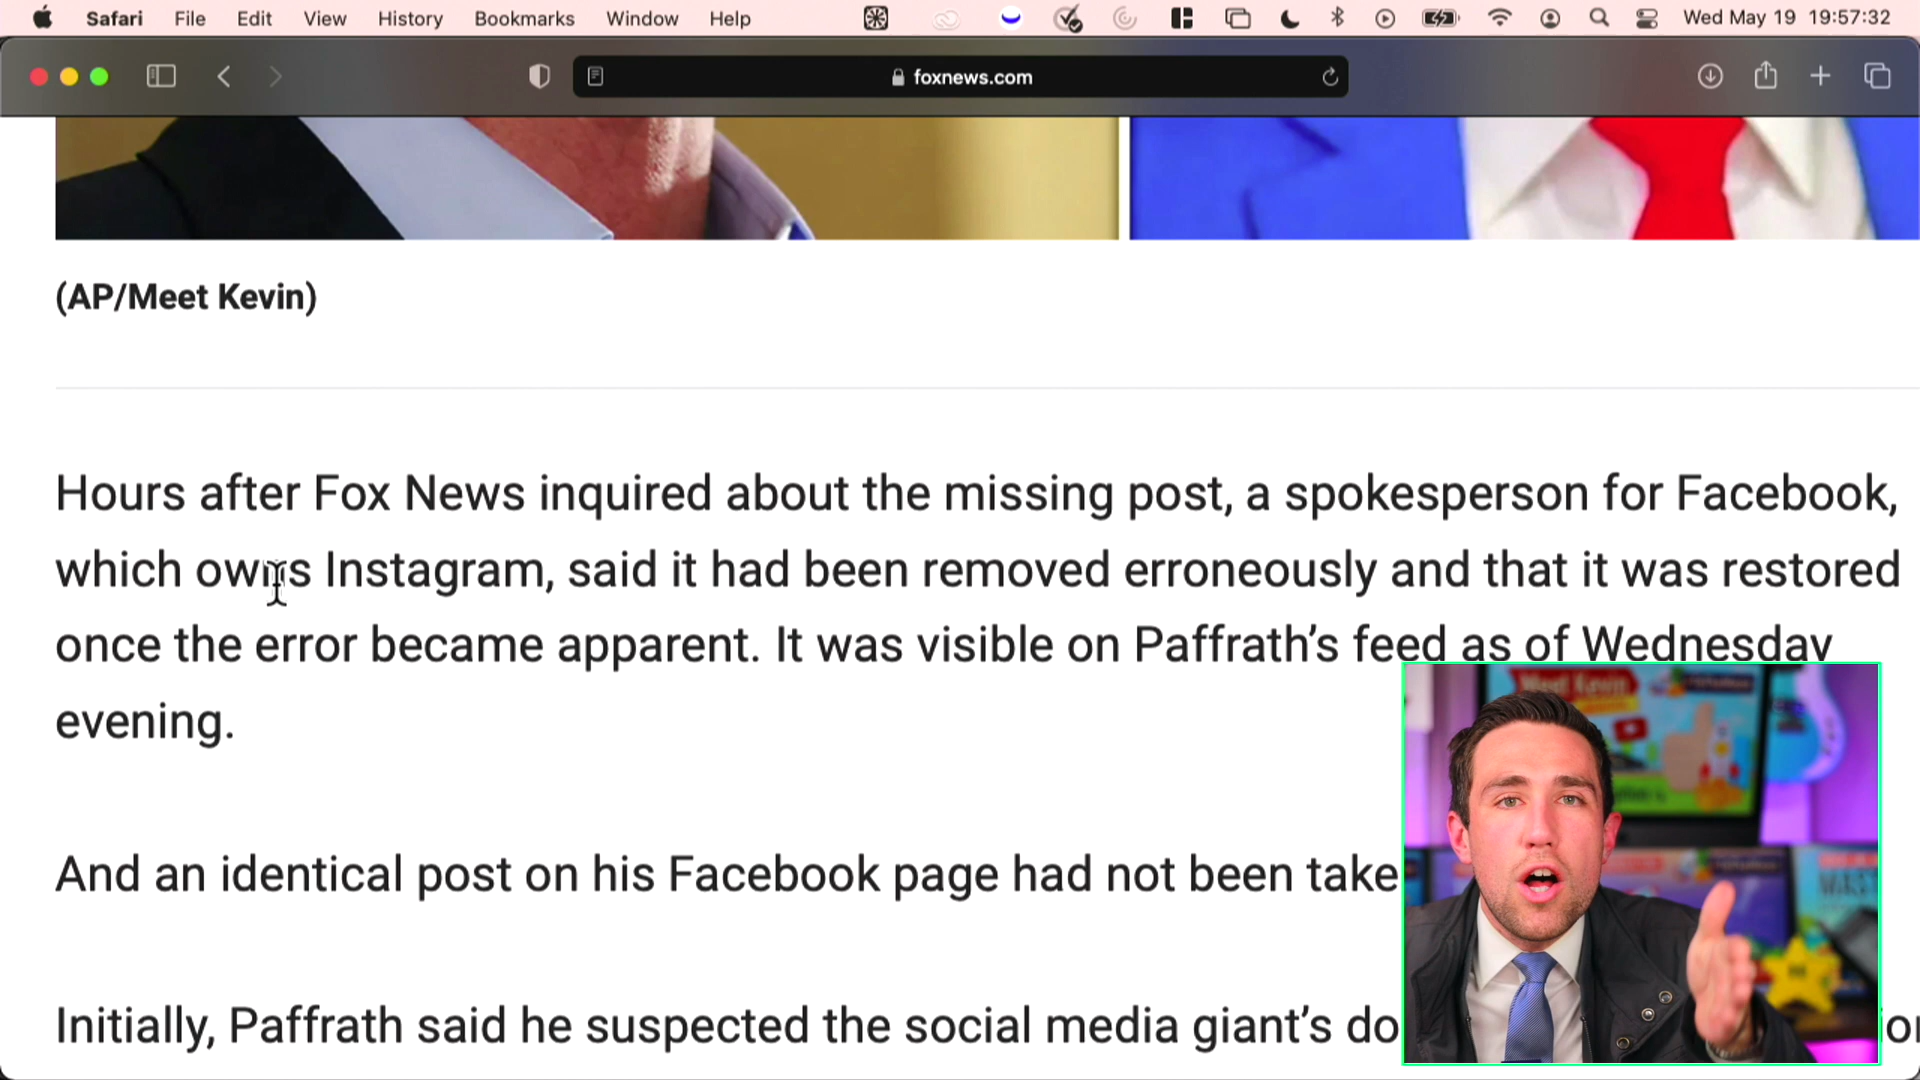 Safari File Edit View History Bookmarks Window Help Wed May 19 19:57:32
foxnews.com
(AP/Meet Kevin)
Hours after Fox News inquired about the missing post, a spokesperson for Facebook,
which owns Instagram, said it had been removed erroneously and that it was restored
once the error became apparent. It was visible on Paffrath’s feed as of Wednesday
evening.
And an identical post on his Facebook page had not been take
Initially, Paffrath said he suspected the social media giant’s do
Meet Kevin